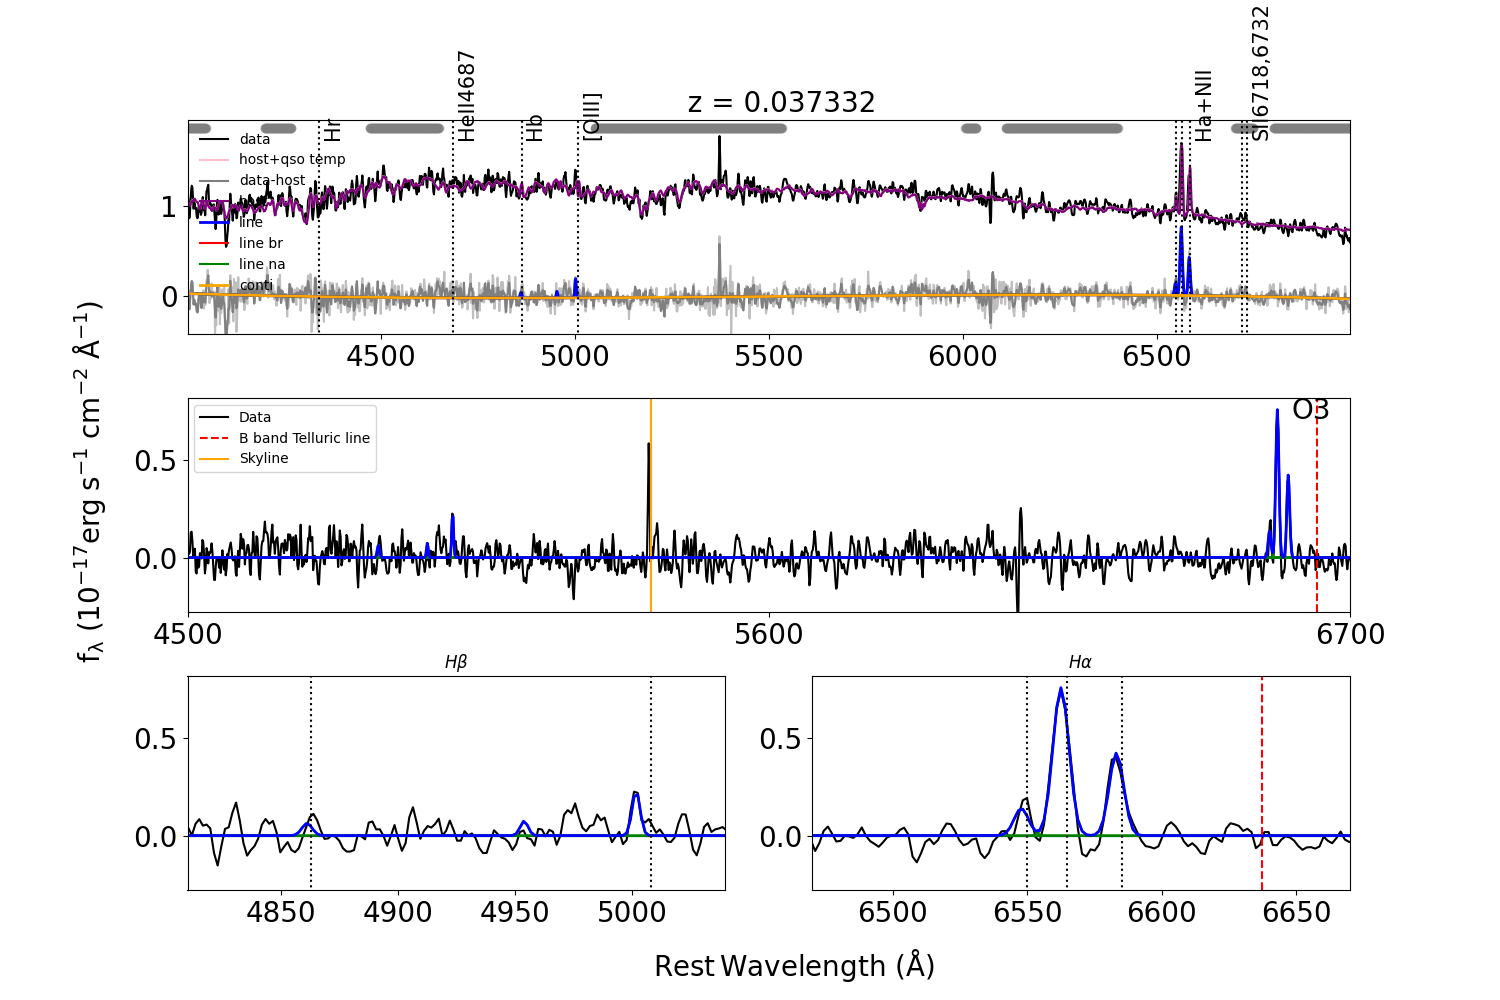 z = 0.037332
Hr
HeII4687
Hb
[OIII]
Ha+NII
SII6718,6732
data
host+qso temp
data-host
line
line br
line na
conti
1
0
4500 5000 5500 6000 6500
fλ (10⁻¹⁷erg s⁻¹ cm⁻² Å⁻¹)
Data
B band Telluric line
Skyline
O3
0.5
0.0
4500 5600 6700
Hβ
0.5
0.0
4850 4900 4950 5000
Hα
0.5
0.0
6500 6550 6600 6650
Rest Wavelength (Å)